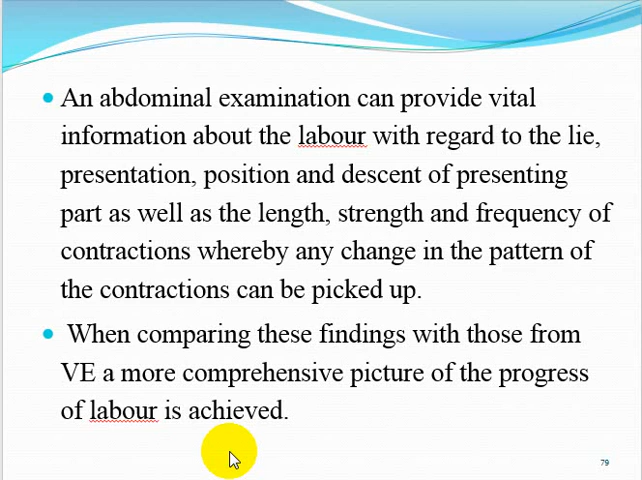 • An abdominal examination can provide vital
information about the labour with regard to the lie,
presentation, position and descent of presenting
part as well as the length, strength and frequency of
contractions whereby any change in the pattern of
the contractions can be picked up.
• When comparing these findings with those from
VE a more comprehensive picture of the progress
of labour is achieved.
79